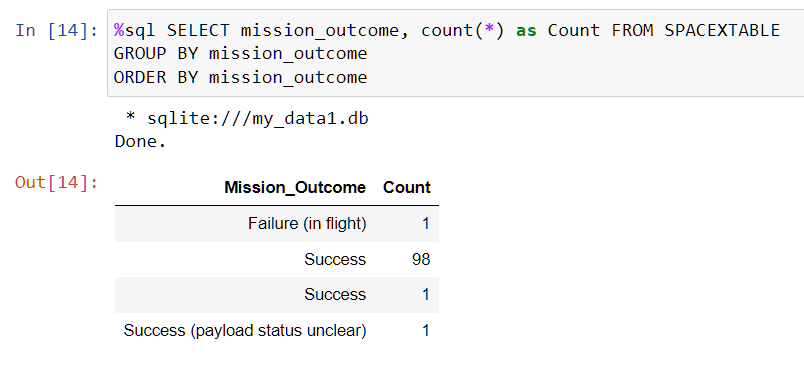 In [14]: %sql SELECT mission_outcome, count(*) as Count FROM SPACEXTABLE
GROUP BY mission_outcome
ORDER BY mission_outcome
* sqlite:///my_data1.db
Done.
Out[14]: Mission_Outcome Count
Failure (in flight) 1
Success 98
Success 1
Success (payload status unclear) 1